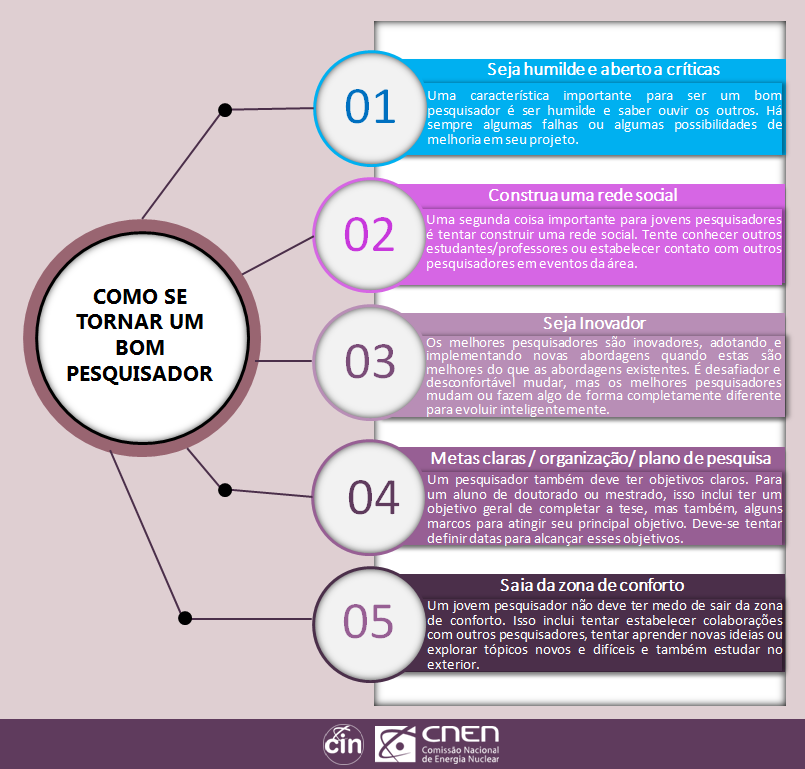 COMO SE
TORNAR UM
BOM
PESQUISADOR
01
Seja humilde e aberto a críticas
Uma característica importante para ser um bom
pesquisador é ser humilde e saber ouvir os outros. Há
sempre algumas falhas ou algumas possibilidades de
melhoria em seu projeto.
02
Construa uma rede social
Uma segunda coisa importante para jovens pesquisadores
é tentar construir uma rede social. Tente conhecer outros
estudantes/professores ou estabelecer contato com outros
pesquisadores em eventos da área.
03
Seja Inovador
Os melhores pesquisadores são inovadores, adotando e
implementando novas abordagens quando estas são
melhores do que as abordagens existentes. É desafiador e
desconfortável mudar, mas os melhores pesquisadores
mudam ou fazem algo de forma completamente diferente
para evoluir inteligentemente.
04
Metas claras / organização/ plano de pesquisa
Um pesquisador também deve ter objetivos claros. Para
um aluno de doutorado ou mestrado, isso inclui ter um
objetivo geral de completar a tese, mas também, alguns
marcos para atingir seu principal objetivo. Deve-se tentar
definir datas para alcançar esses objetivos.
05
Saia da zona de conforto
Um jovem pesquisador não deve ter medo de sair da zona
de conforto. Isso inclui tentar estabelecer colaborações
com outros pesquisadores, tentar aprender novas ideias ou
explorar tópicos novos e difíceis e também estudar no
exterior.
cin
CNEN
Comissão Nacional
de Energia Nuclear